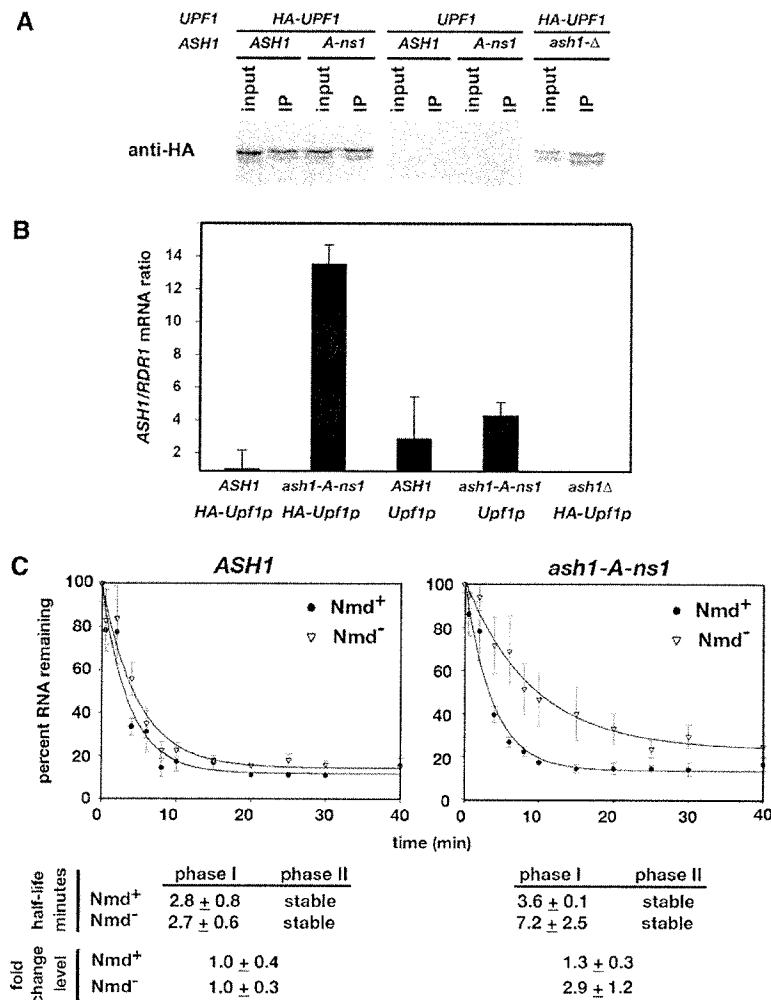 A
UPF1 HA-UPF1 UPF1 HA-UPF1
ASH1 ASH1 A-ns1 ASH1 A-ns1 ash1-Δ
input IP input IP input IP input IP input IP
anti-HA
B
ASH1/RDR1 mRNA ratio
14
12
10
8
6
4
2
ASH1 ash1-A-ns1 ASH1 ash1-A-ns1 ash1Δ
HA-Upf1p HA-Upf1p Upf1p Upf1p HA-Upf1p
C
ASH1
percent RNA remaining
100
80
60
40
20
0
Nmd+
Nmd-
0 10 20 30 40
ash1-A-ns1
100
80
60
40
20
0
Nmd+
Nmd-
0 10 20 30 40
time (min)
phase I phase II phase I phase II
half-life minutes
Nmd+ 2.8 ± 0.8 stable 3.6 ± 0.1 stable
Nmd- 2.7 ± 0.6 stable 7.2 ± 2.5 stable
fold change level
Nmd+ 1.0 ± 0.4 1.3 ± 0.3
Nmd- 1.0 ± 0.3 2.9 ± 1.2